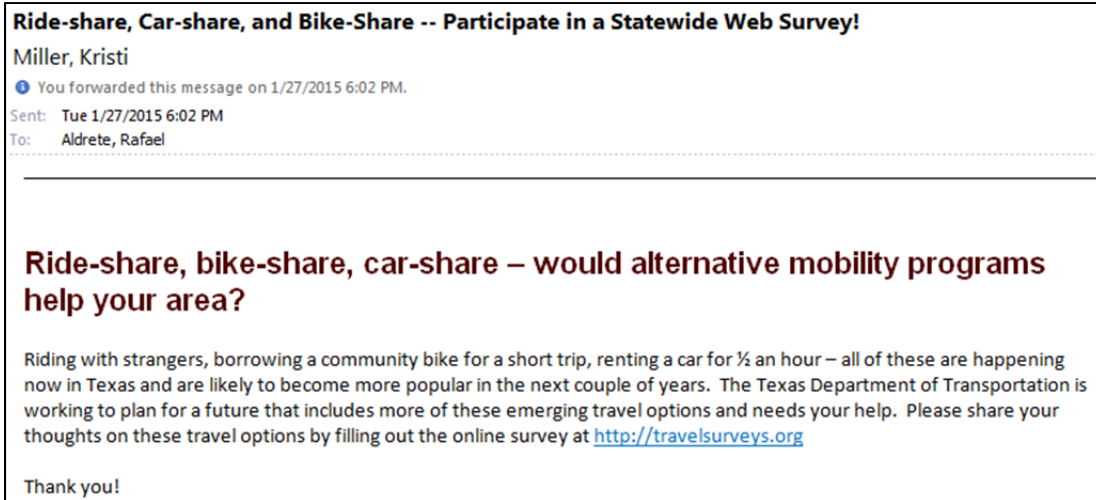 Ride-share, Car-share, and Bike-Share -- Participate in a Statewide Web Survey!
Miller, Kristi
You forwarded this message on 1/27/2015 6:02 PM.
Sent: Tue 1/27/2015 6:02 PM
To: Aldrete, Rafael
Ride-share, bike-share, car-share – would alternative mobility programs
help your area?
Riding with strangers, borrowing a community bike for a short trip, renting a car for ½ an hour – all of these are happening
now in Texas and are likely to become more popular in the next couple of years.  The Texas Department of Transportation is
working to plan for a future that includes more of these emerging travel options and needs your help.  Please share your
thoughts on these travel options by filling out the online survey at http://travelsurveys.org
Thank you!